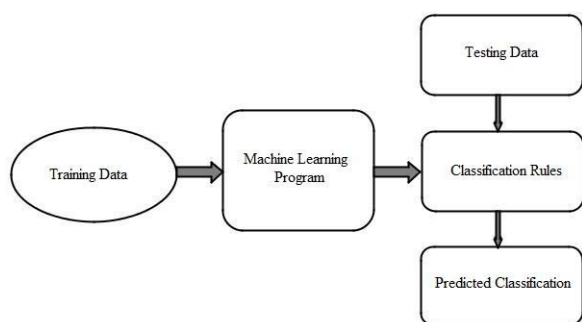 Testing Data
Training Data
Machine Learning
Program
Classification Rules
Predicted Classification